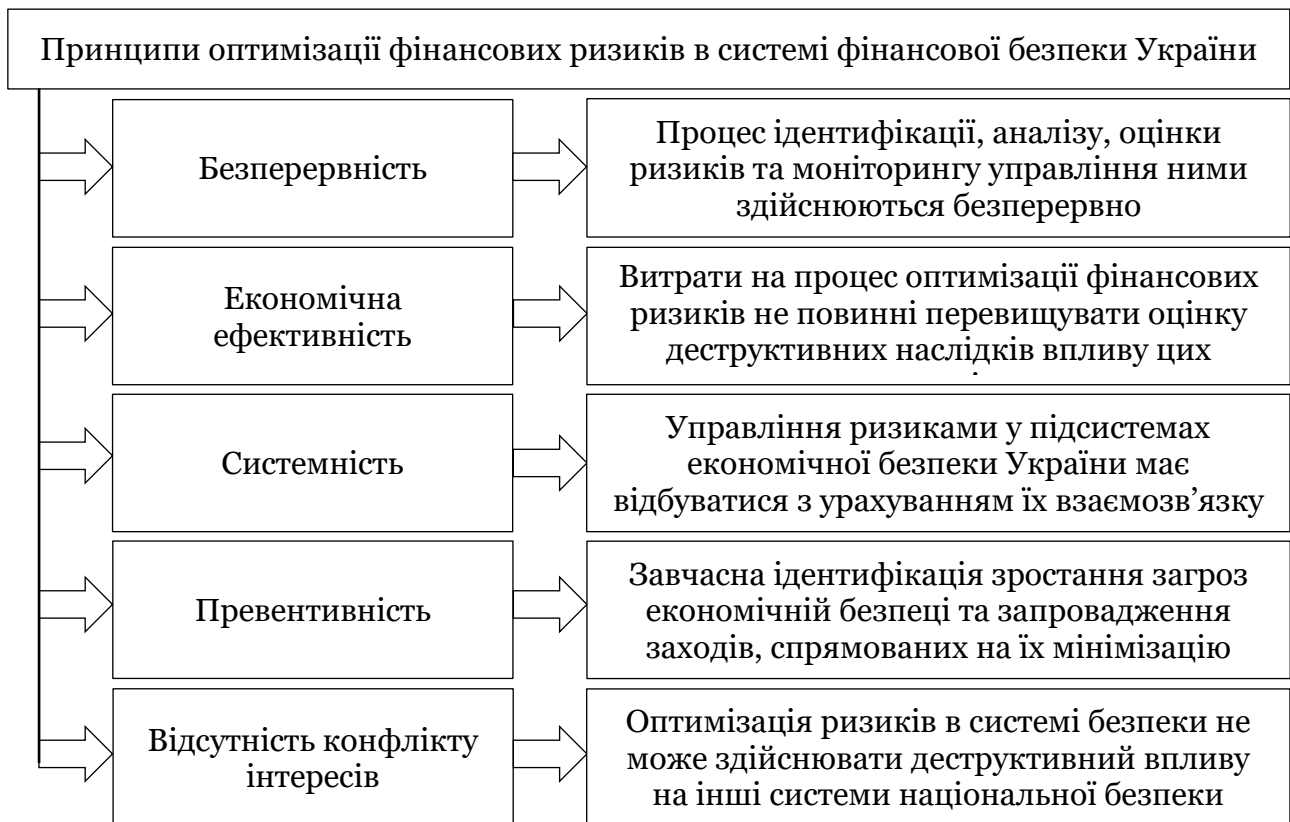 Принципи оптимізації фінансових ризиків в системі фінансової безпеки України
Безперервність
Процес ідентифікації, аналізу, оцінки
ризиків та моніторингу управління ними
здійснюються безперервно
Економічна
ефективність
Витрати на процес оптимізації фінансових
ризиків не повинні перевищувати оцінку
деструктивних наслідків впливу цих
Системність
Управління ризиками у підсистемах
економічної безпеки України має
відбуватися з урахуванням їх взаємозв’язку
Превентивність
Завчасна ідентифікація зростання загроз
економічній безпеці та запровадження
заходів, спрямованих на їх мінімізацію
Відсутність конфлікту
інтересів
Оптимізація ризиків в системі безпеки не
може здійснювати деструктивний впливу
на інші системи національної безпеки